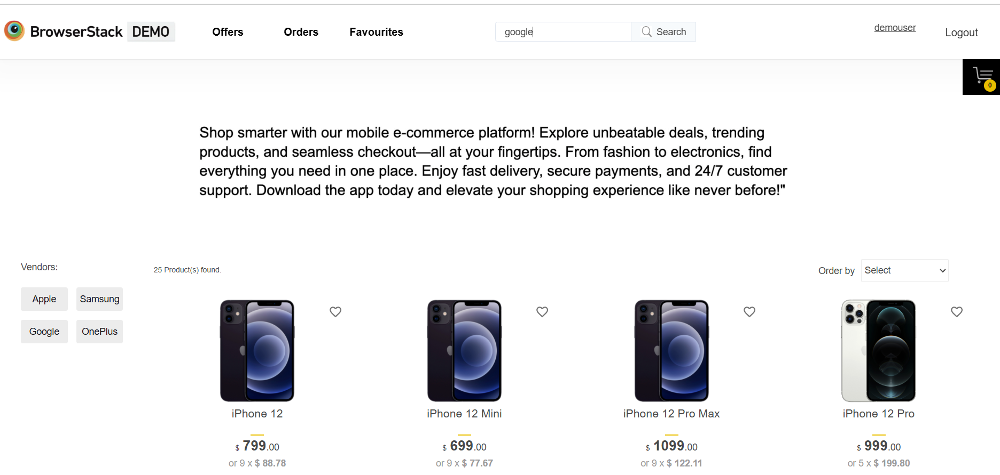 BrowserStack DEMO
Offers
Orders
Favourites
google
Search
demouser
Logout
0
Shop smarter with our mobile e-commerce platform! Explore unbeatable deals, trending
products, and seamless checkout—all at your fingertips. From fashion to electronics, find
everything you need in one place. Enjoy fast delivery, secure payments, and 24/7 customer
support. Download the app today and elevate your shopping experience like never before!"
Vendors:
Apple
Samsung
Google
OnePlus
25 Product(s) found.
Order by
Select
iPhone 12
$ 799.00
or 9 x $ 88.78
iPhone 12 Mini
$ 699.00
or 9 x $ 77.67
iPhone 12 Pro Max
$ 1099.00
or 9 x $ 122.11
iPhone 12 Pro
$ 999.00
or 5 x $ 199.80